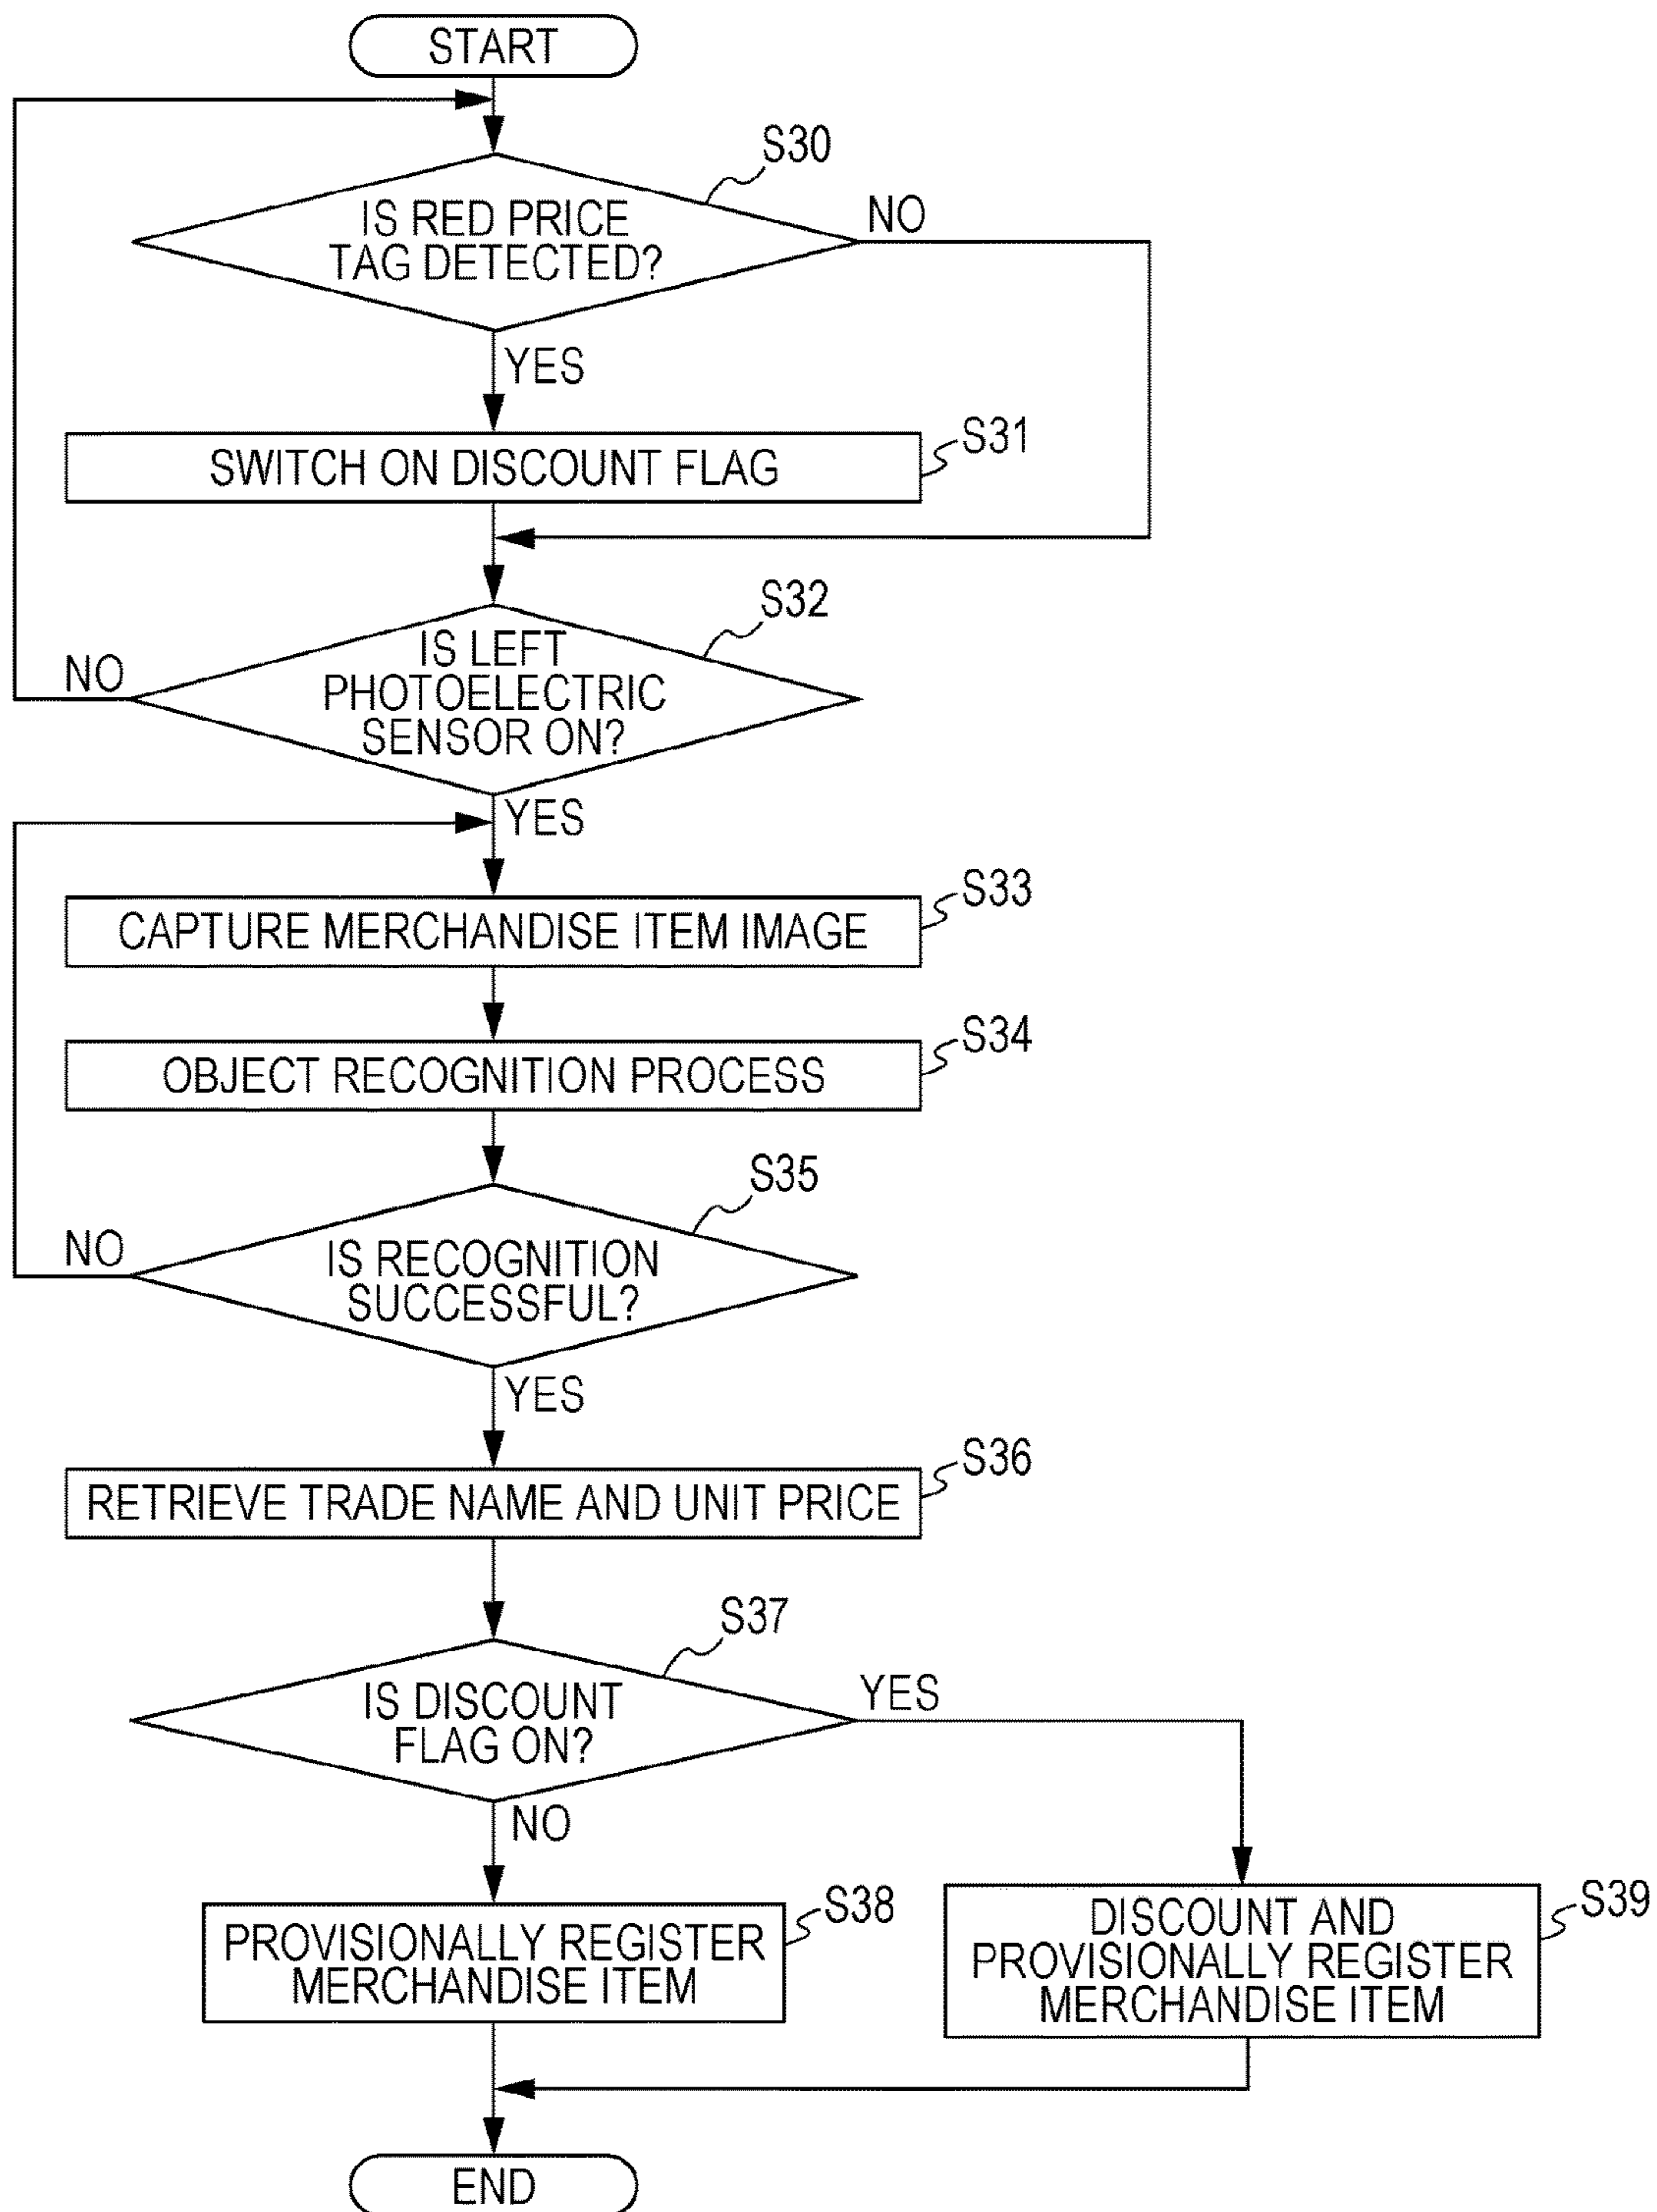 START
S30
IS RED PRICE
TAG DETECTED?
NO
YES
S31
SWITCH ON DISCOUNT FLAG
S32
IS LEFT
PHOTOELECTRIC
SENSOR ON?
NO
YES
S33
CAPTURE MERCHANDISE ITEM IMAGE
S34
OBJECT RECOGNITION PROCESS
S35
IS RECOGNITION
SUCCESSFUL?
NO
YES
S36
RETRIEVE TRADE NAME AND UNIT PRICE
S37
IS DISCOUNT
FLAG ON?
YES
NO
S38
PROVISIONALLY REGISTER
MERCHANDISE ITEM
S39
DISCOUNT AND
PROVISIONALLY REGISTER
MERCHANDISE ITEM
END